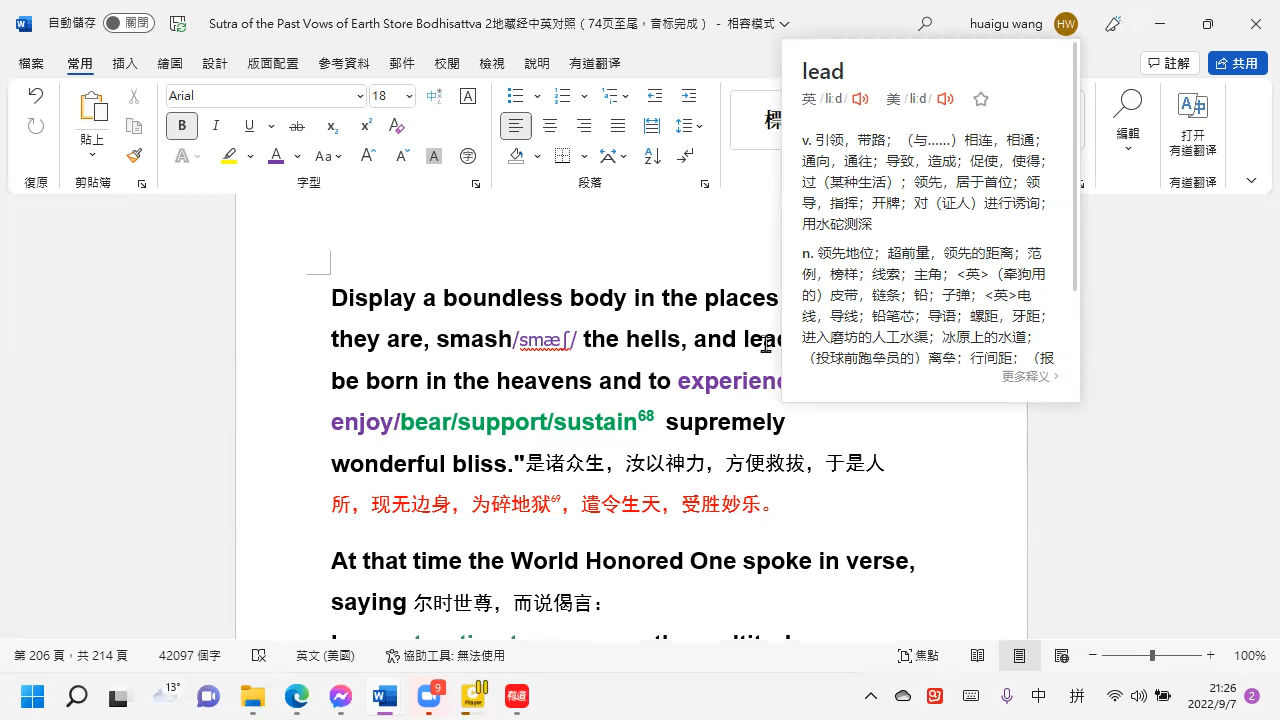 自動儲存 關閉 Sutra of the Past Vows of Earth Store Bodhisattva 2地藏经中英对照（74页至尾，音标完成） - 相容模式 huaigu wang HW
檔案 常用 插入 繪圖 設計 版面配置 參考資料 郵件 校閱 檢視 說明 有道翻译 註解 共用
貼上 Arial 18 編輯 打开 有道翻译
復原 剪貼簿 字型 段落 有道翻译
lead
英 /li:d/ 美 /li:d/
v. 引领，带路；（与……）相连，相通；
通向，通往；导致，造成；促使，使得；
过（某种生活）；领先，居于首位；领
导，指挥；开牌；对（证人）进行诱询；
用水砣测深
n. 领先地位；超前量，领先的距离；范
例，榜样；线索；主角；<英>（牵狗用
的）皮带，链条；铅；子弹；<英>电
线，导线；铅笔芯；导语；螺距，牙距；
进入磨坊的人工水渠；冰原上的水道；
（投球前跑垒员的）离垒；行间距；（报
更多释义
Display a boundless body in the places
they are, smash/smæʃ/ the hells, and lead
be born in the heavens and to experience
enjoy/bear/support/sustain68 supremely
wonderful bliss."是诸众生，汝以神力，方便救拔，于是人
所，现无边身，为碎地狱69，遣令生天，受胜妙乐。
At that time the World Honored One spoke in verse,
saying 尔时世尊，而说偈言：
第 206 頁，共 214 頁 42097 個字 英文 (美國) 協助工具: 無法使用 焦點 100%
13° 9 Player 有道 中 拼 21:26
2022/9/7 2